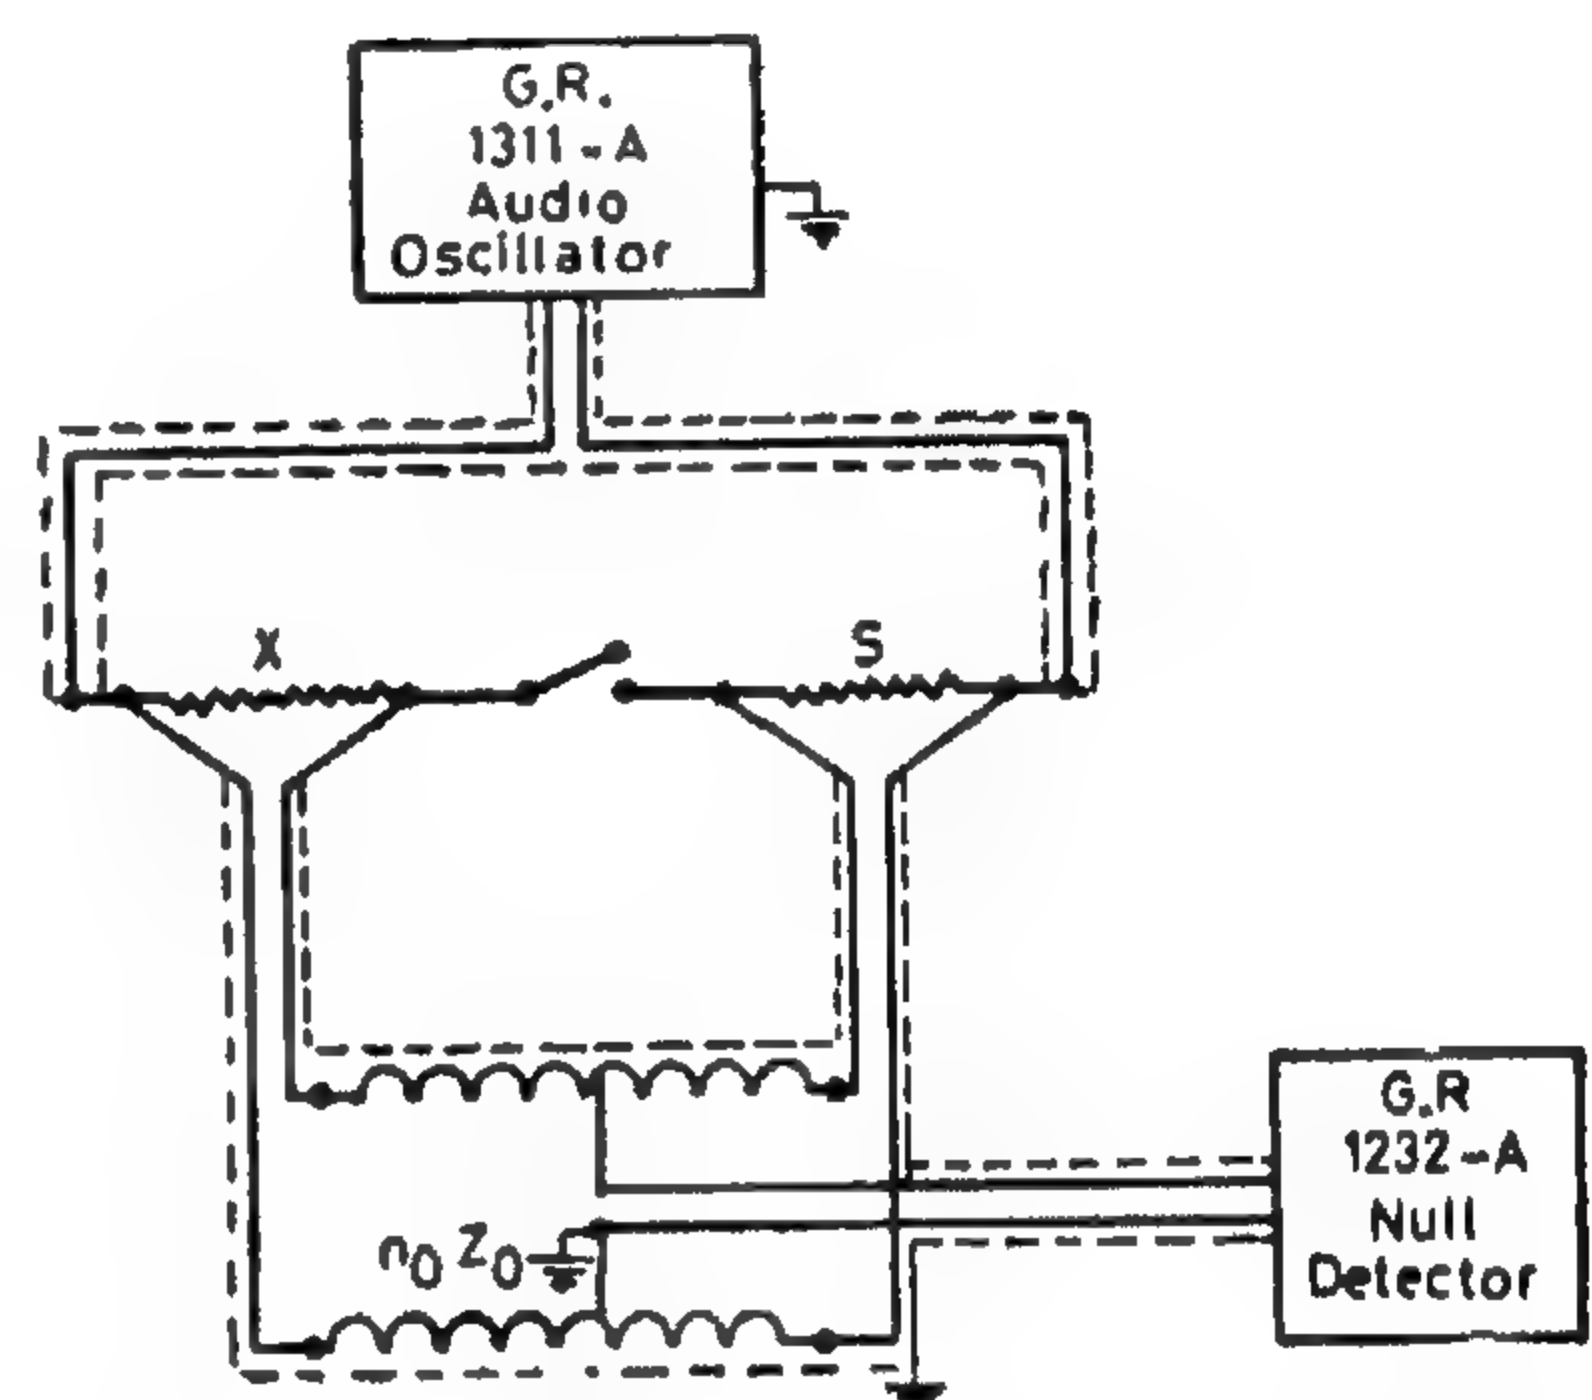 G.R.
1311-A
Audio
Oscillator
X
S
G.R
1232-A
Null
Detector
n0 Z0